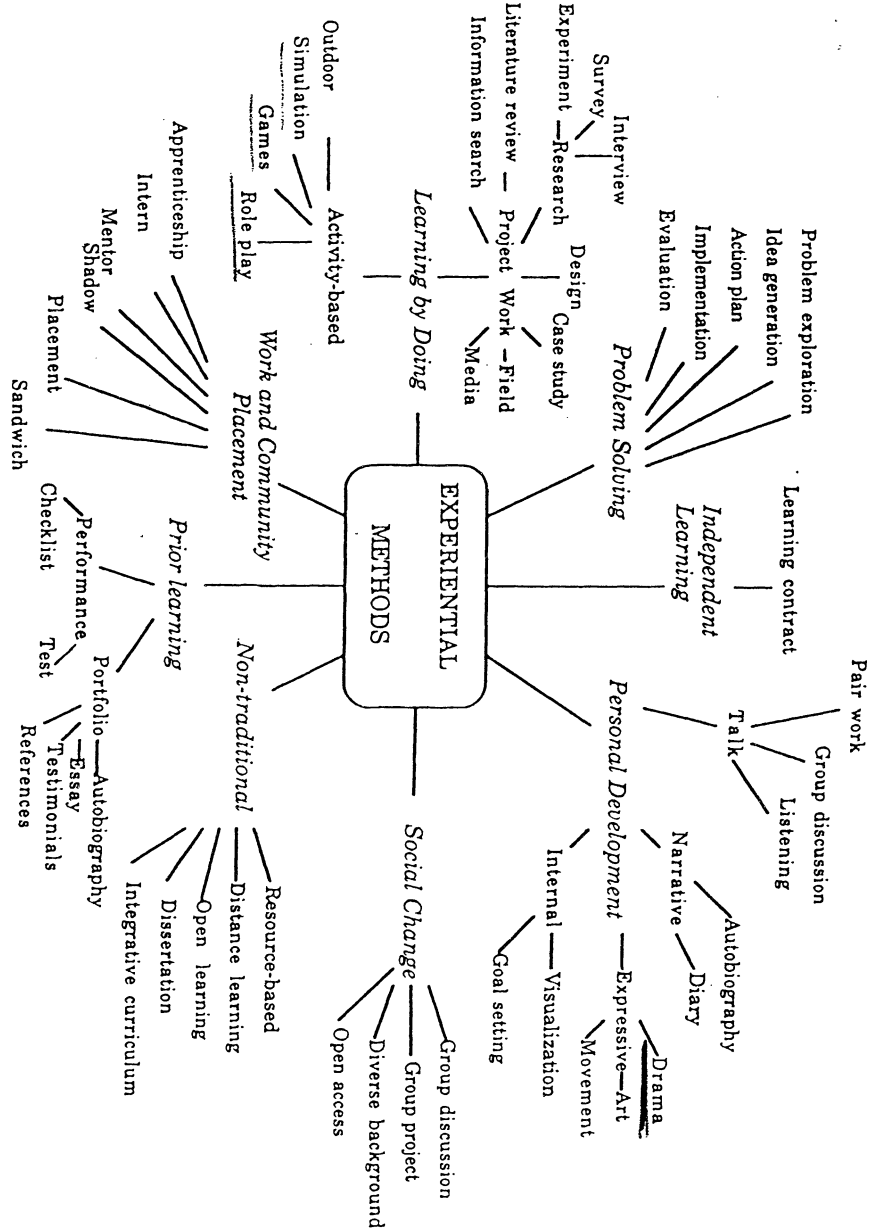 EXPERIENTIAL
METHODS
Learning by Doing
Project Work
Research
Interview
Survey
Experiment
Literature review
Information search
Design
Case study
Field
Media
Activity-based
Outdoor
Simulation
Games
Role play
Problem Solving
Problem exploration
Idea generation
Action plan
Implementation
Evaluation
Independent
Learning
Learning contract
Personal Development
Talk
Pair work
Group discussion
Listening
Narrative
Autobiography
Diary
Expressive
Drama
Art
Movement
Internal
Visualization
Goal setting
Social Change
Group discussion
Group project
Diverse background
Open access
Non-traditional
Resource-based
Distance learning
Open learning
Dissertation
Integrative curriculum
Prior learning
Performance
Checklist
Test
Portfolio
Autobiography
Essay
Testimonials
References
Work and Community
Placement
Apprenticeship
Intern
Mentor
Shadow
Placement
Sandwich